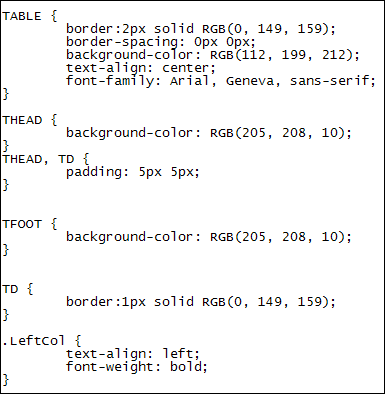 TABLE {
        border:2px solid RGB(0, 149, 159);
        border-spacing: 0px 0px;
        background-color: RGB(112, 199, 212);
        text-align: center;
        font-family: Arial, Geneva, sans-serif;
}
THEAD {
        background-color: RGB(205, 208, 10);
}
THEAD, TD {
        padding: 5px 5px;
}
TFOOT {
        background-color: RGB(205, 208, 10);
}
TD {
        border:1px solid RGB(0, 149, 159);
}
.LeftCol {
        text-align: left;
        font-weight: bold;
}